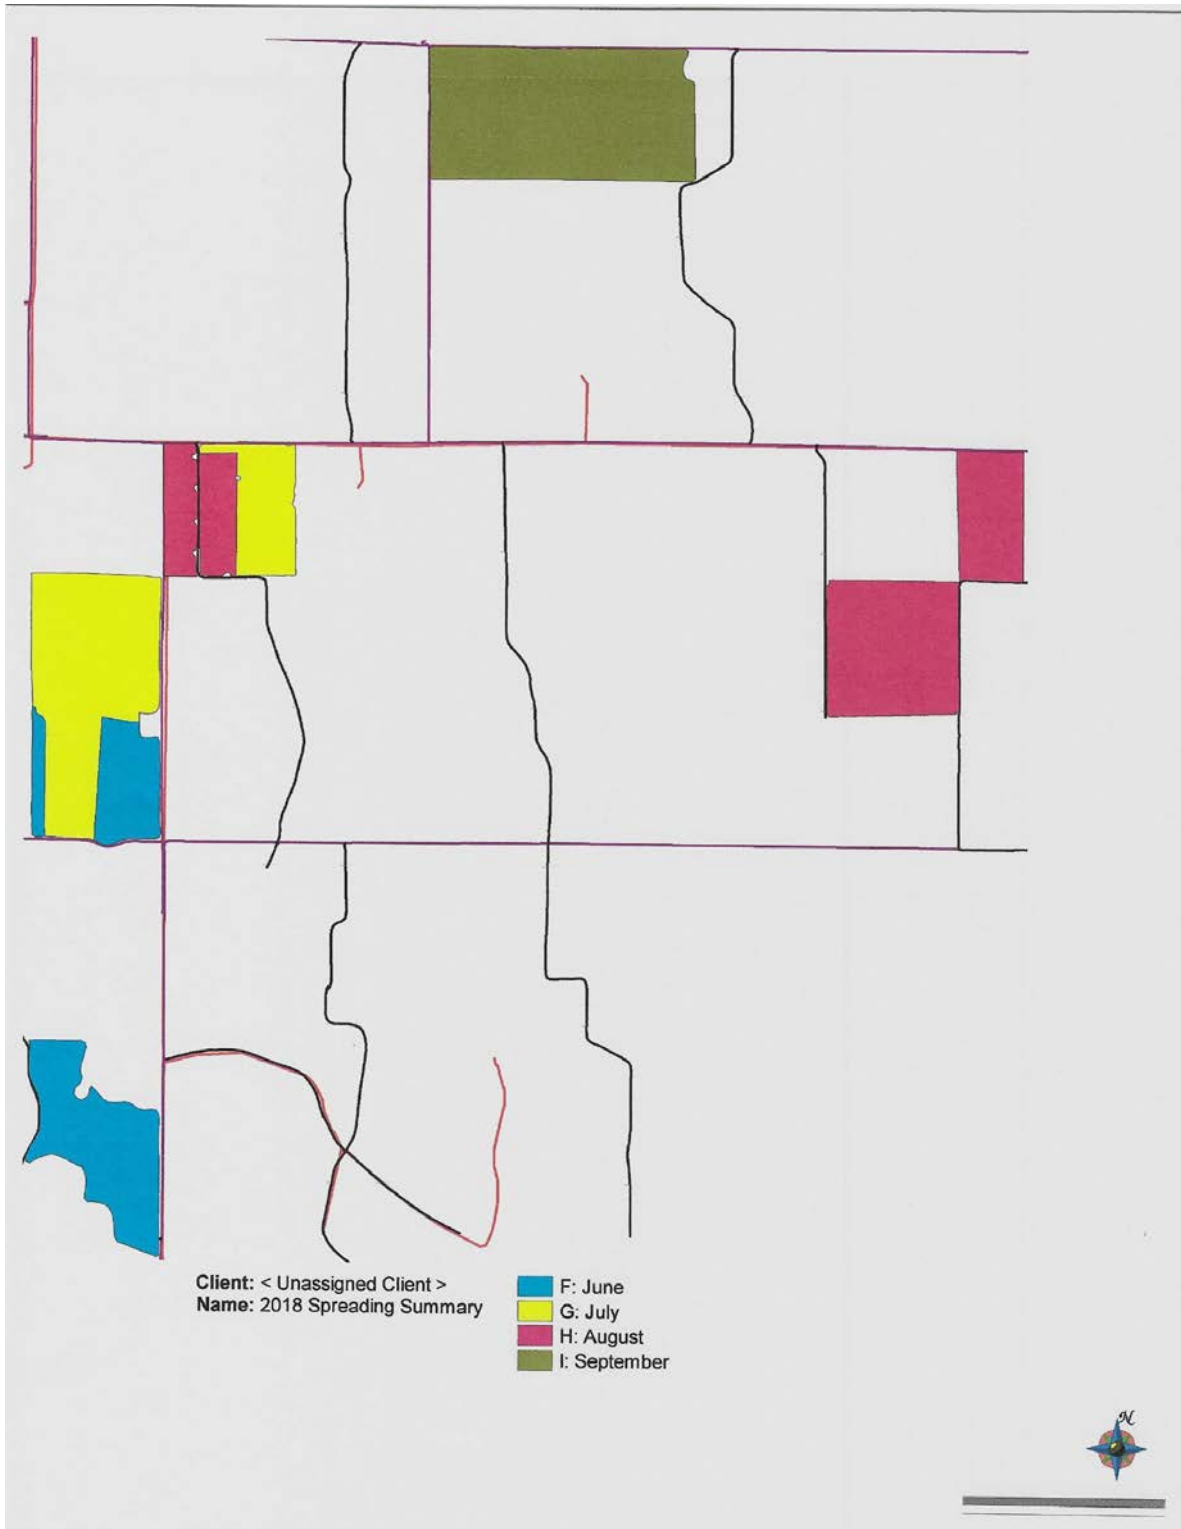 Client: < Unassigned Client >
Name: 2018 Spreading Summary
F: June
G: July
H: August
I: September
N